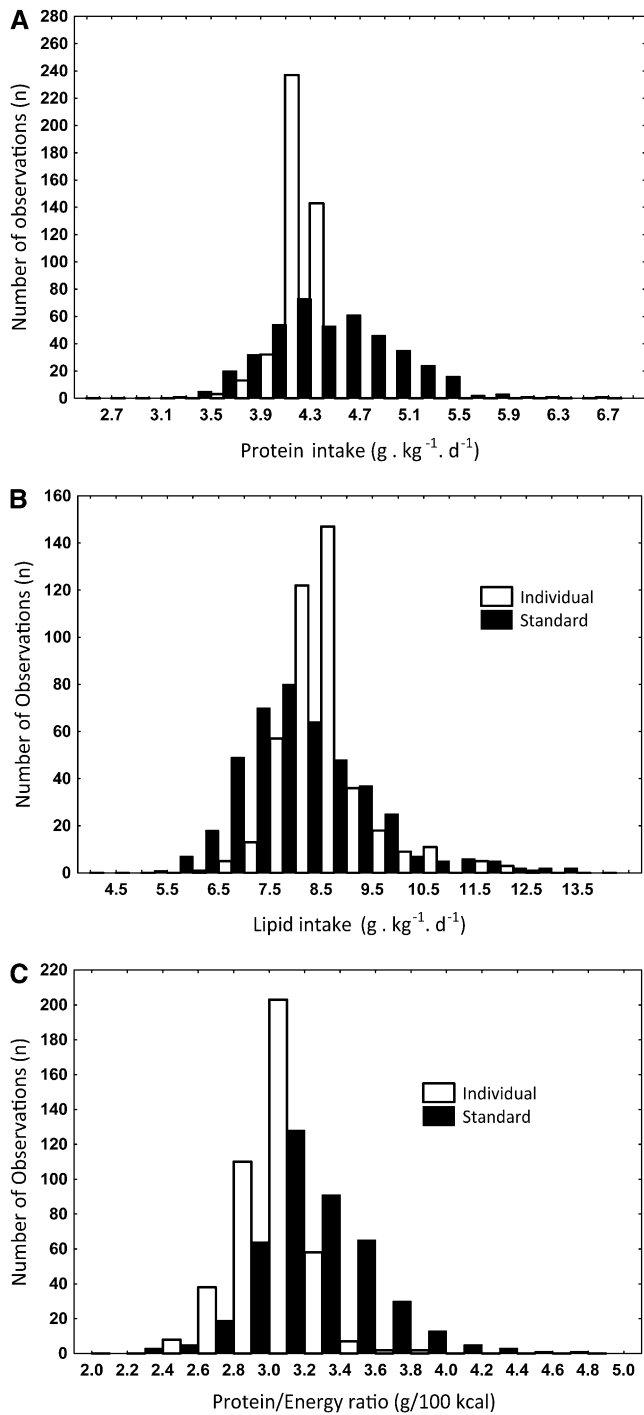 A
280
260
240
220
200
180
160
140
120
100
80
60
40
20
0
Number of observations (n)
2.7 3.1 3.5 3.9 4.3 4.7 5.1 5.5 5.9 6.3 6.7
Protein intake (g . kg⁻¹. d⁻¹)
B
160
140
120
100
80
60
40
20
0
Number of Observations (n)
Individual
Standard
4.5 5.5 6.5 7.5 8.5 9.5 10.5 11.5 12.5 13.5
Lipid intake (g . kg⁻¹. d⁻¹)
C
220
200
180
160
140
120
100
80
60
40
20
0
Number of Observations (n)
Individual
Standard
2.0 2.2 2.4 2.6 2.8 3.0 3.2 3.4 3.6 3.8 4.0 4.2 4.4 4.6 4.8 5.0
Protein/Energy ratio (g/100 kcal)